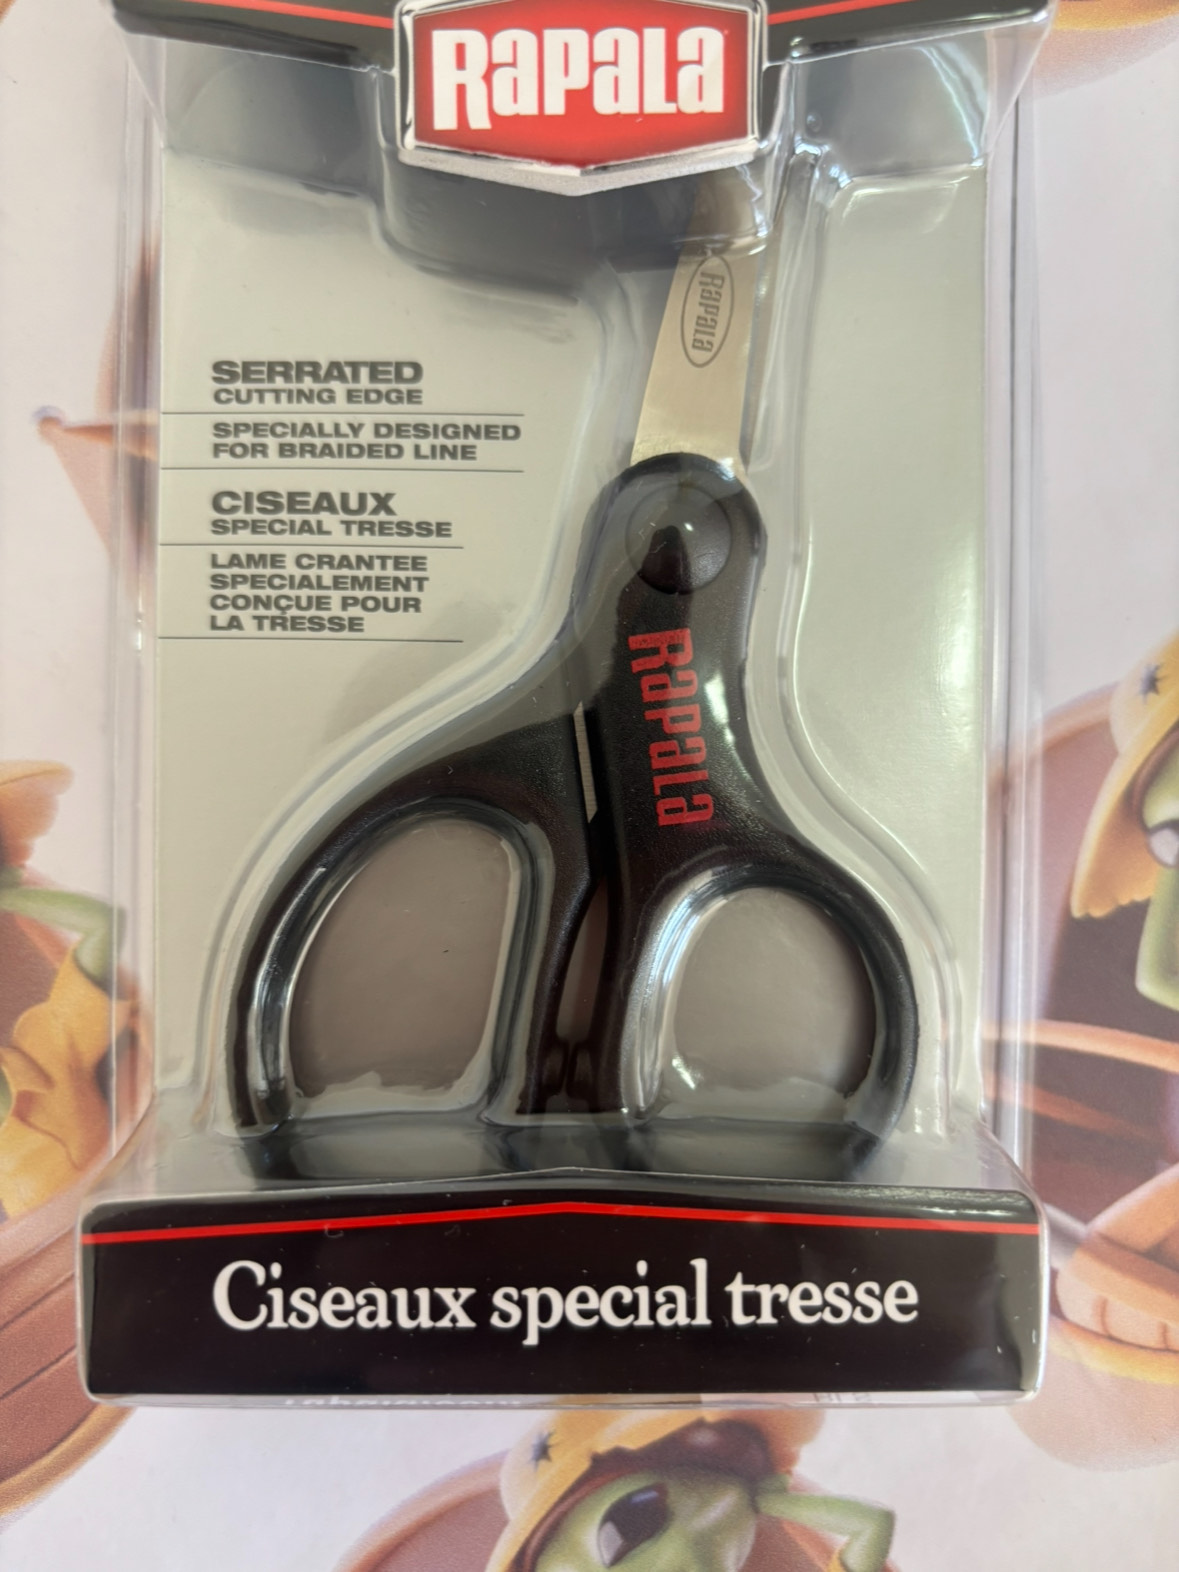 RAPALA
RAPALA
SERRATED
CUTTING EDGE
SPECIALLY DESIGNED
FOR BRAIDED LINE
CISEAUX
SPECIAL TRESSE
LAME CRANTEE
SPECIALEMENT
CONÇUE POUR
LA TRESSE
RAPALA
Ciseaux special tresse